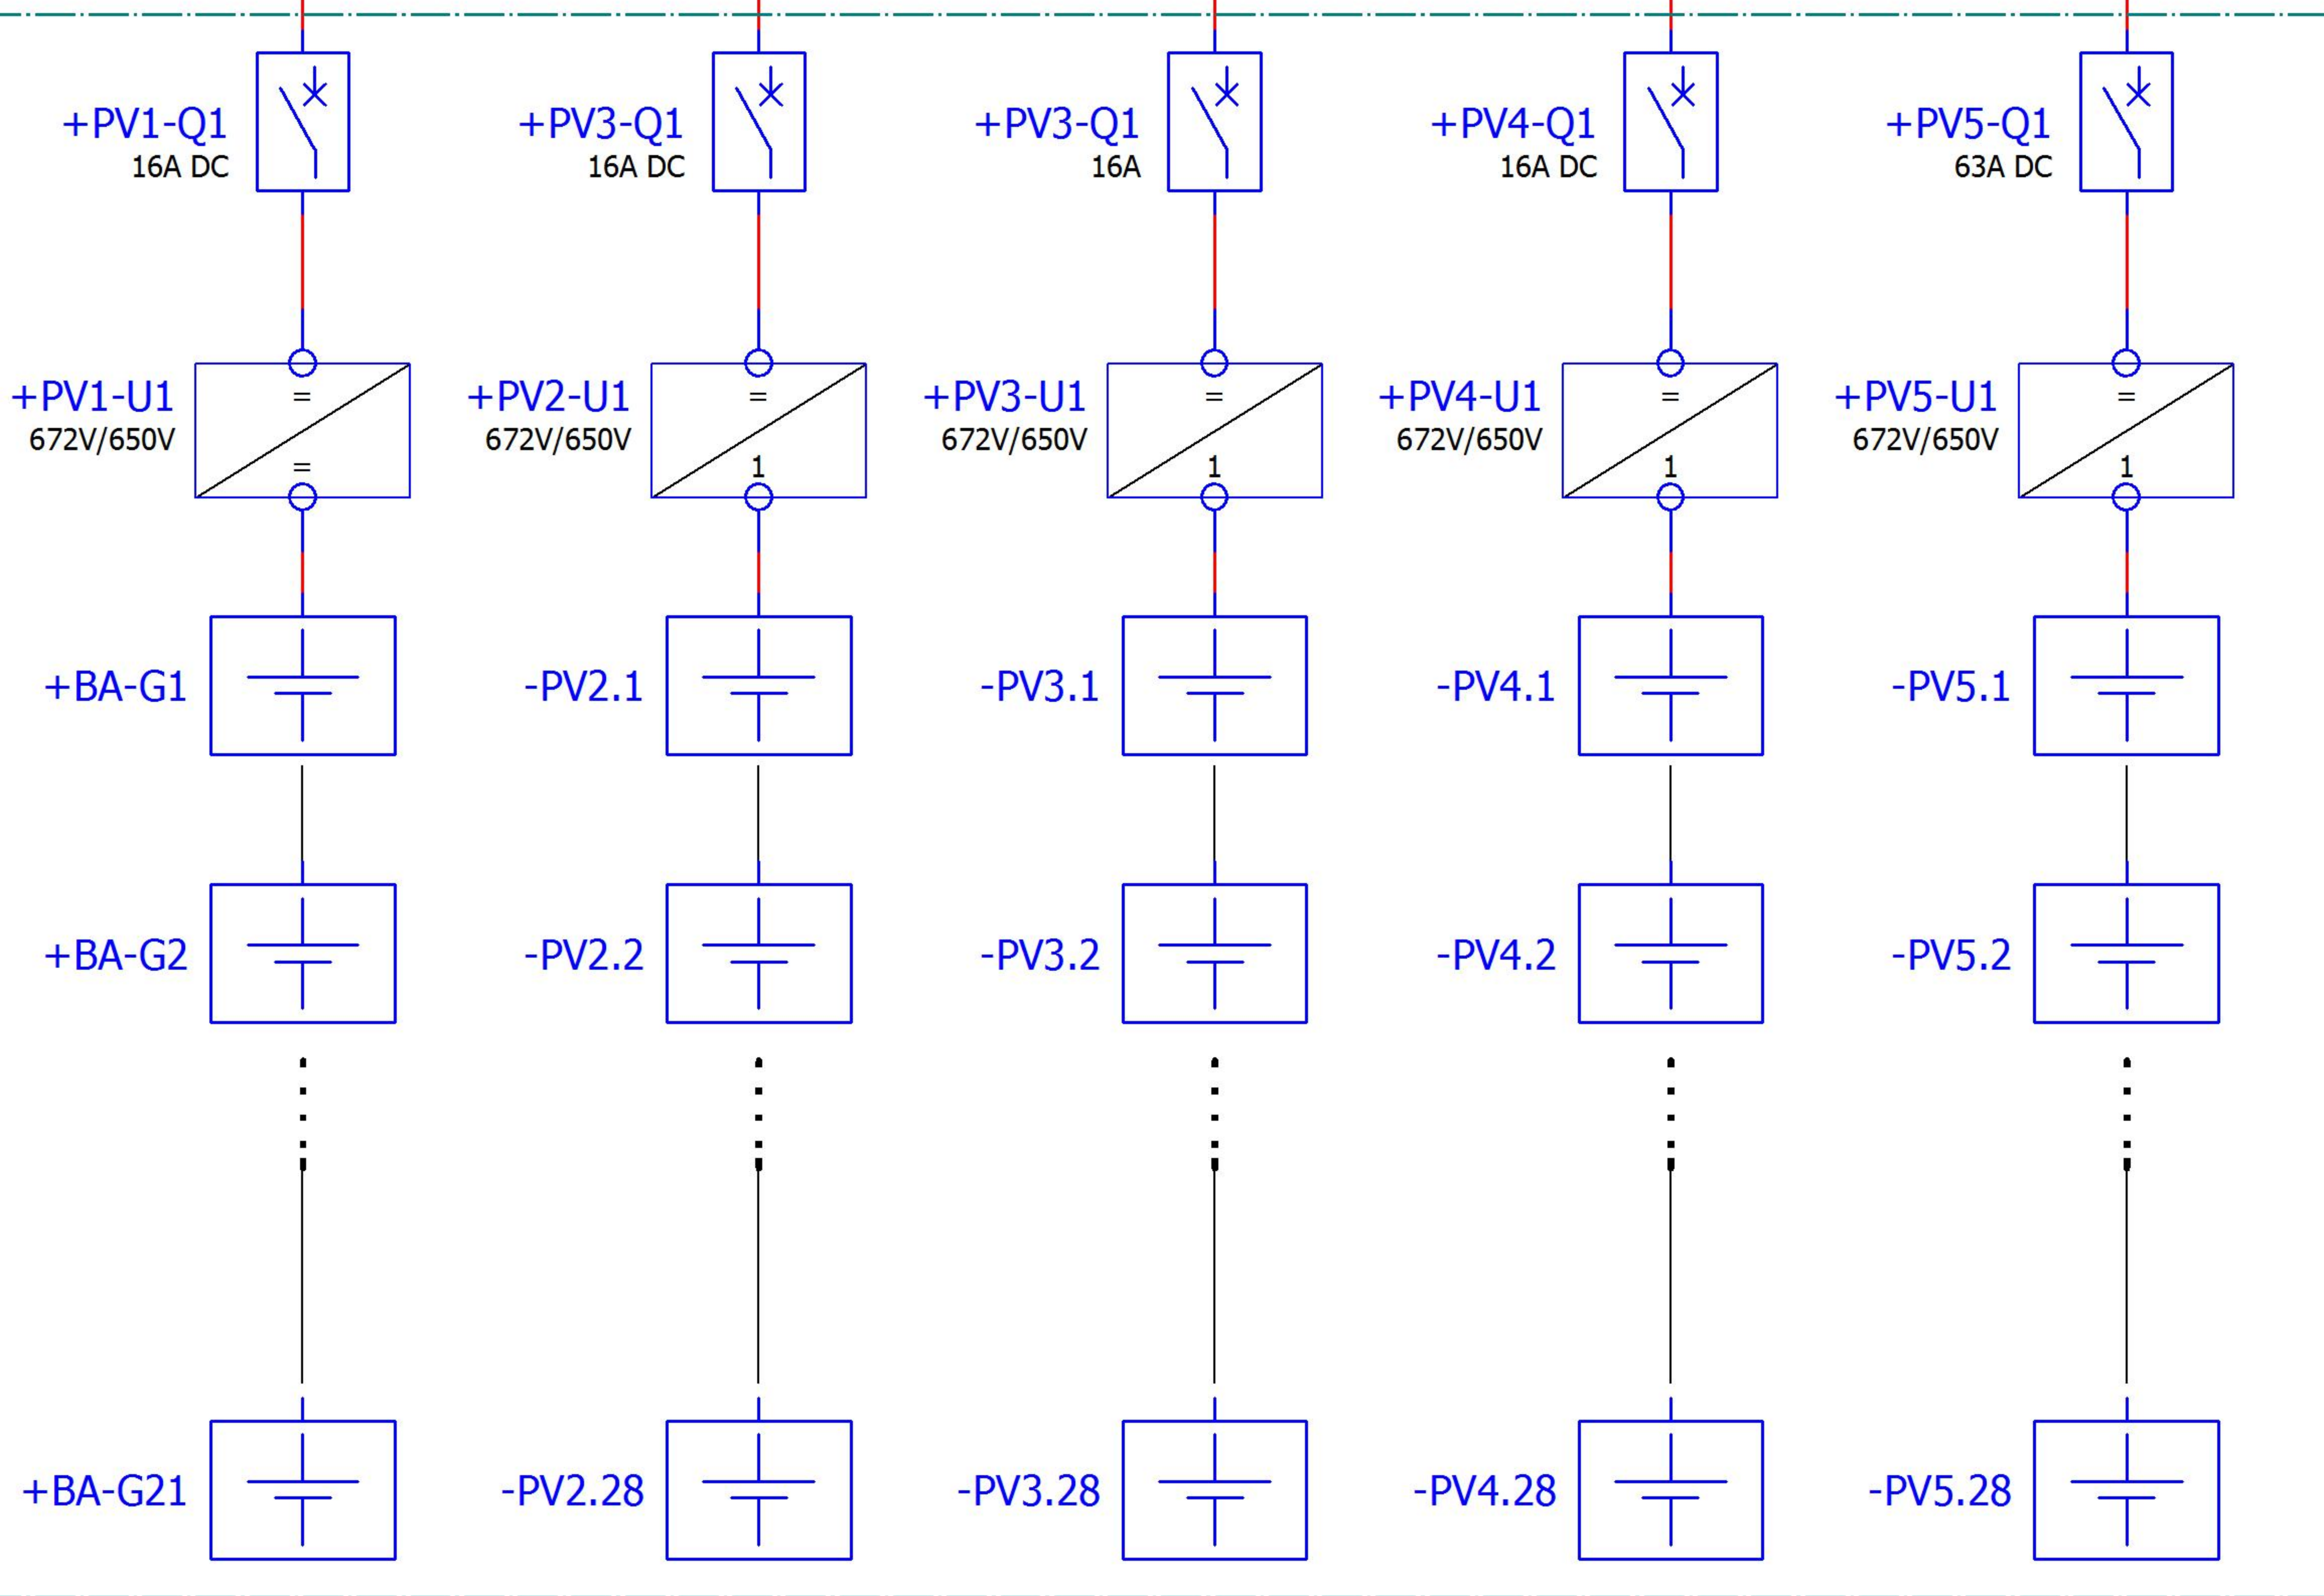 +PV1-Q1
16A DC
+PV3-Q1
16A DC
+PV3-Q1
16A
+PV4-Q1
16A DC
+PV5-Q1
63A DC
+PV1-U1
672V/650V
=
=
+PV2-U1
672V/650V
=
1
+PV3-U1
672V/650V
=
1
+PV4-U1
672V/650V
=
1
+PV5-U1
672V/650V
=
1
+BA-G1
-PV2.1
-PV3.1
-PV4.1
-PV5.1
+BA-G2
-PV2.2
-PV3.2
-PV4.2
-PV5.2
+BA-G21
-PV2.28
-PV3.28
-PV4.28
-PV5.28